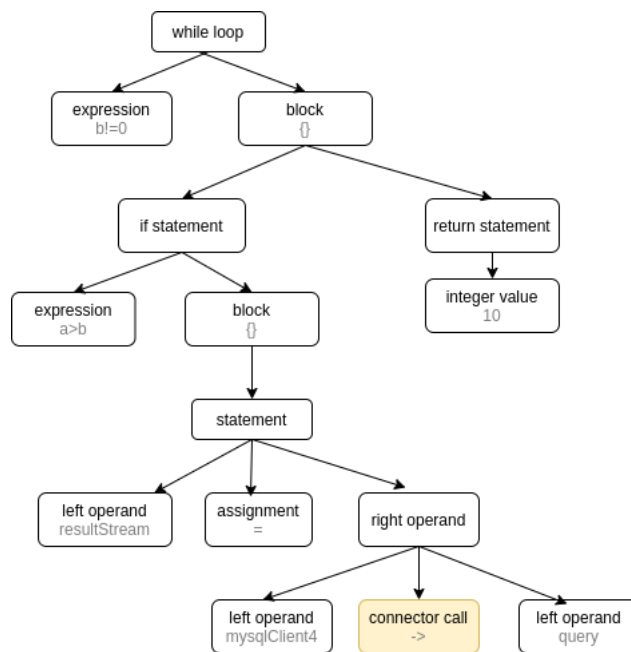 while loop
expression
b!=0
block
{}
if statement
return statement
expression
a>b
block
{}
integer value
10
statement
left operand
resultStream
assignment
=
right operand
left operand
mysqlClient4
connector call
->
left operand
query